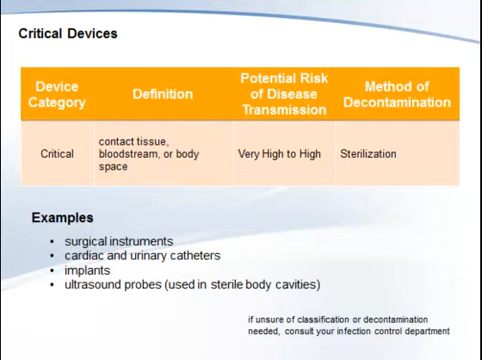 Critical Devices
Device Category
Definition
Potential Risk of Disease Transmission
Method of Decontamination
Critical
contact tissue, bloodstream, or body space
Very High to High
Sterilization
Examples
• surgical instruments
• cardiac and urinary catheters
• implants
• ultrasound probes (used in sterile body cavities)
if unsure of classification or decontamination
needed, consult your infection control department